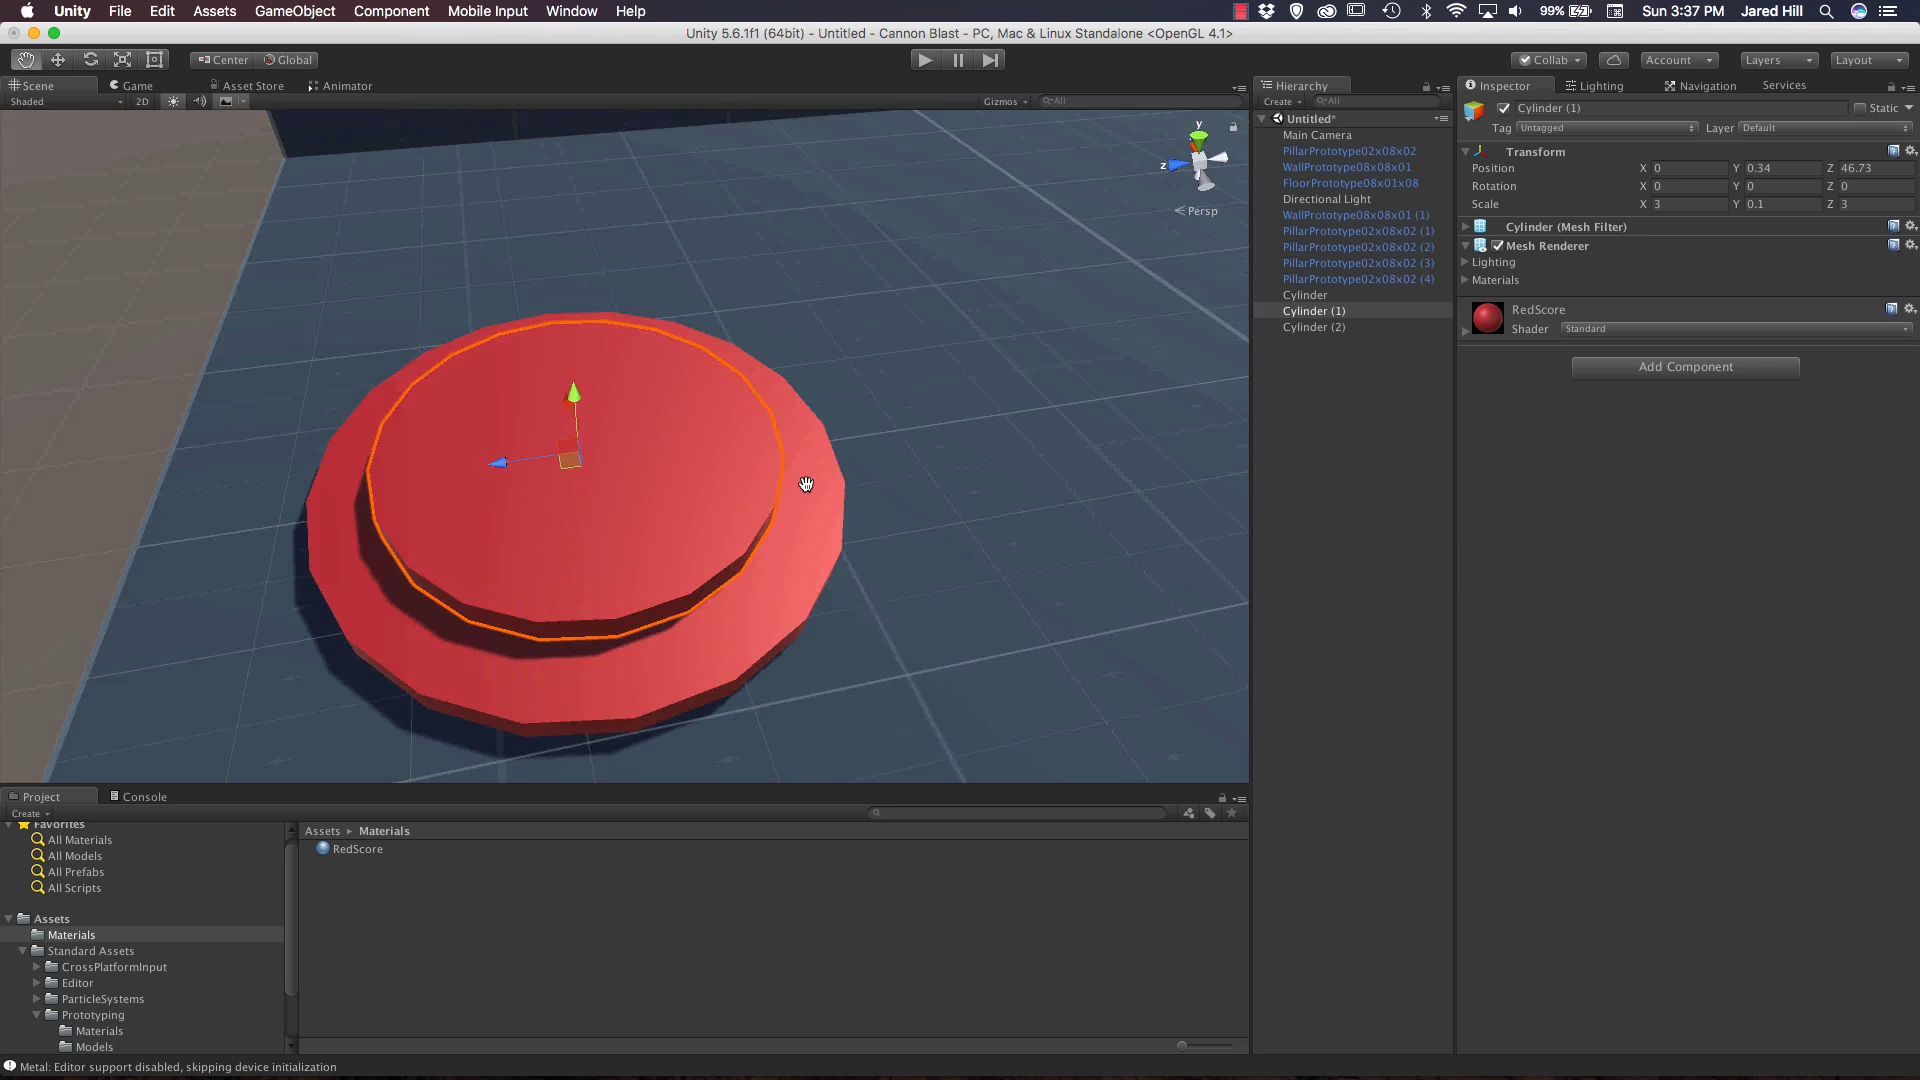 Unity File Edit Assets GameObject Component Mobile Input Window Help 99% Sun 3:37 PM Jared Hill
Unity 5.6.1f1 (64bit) - Untitled - Cannon Blast - PC, Mac & Linux Standalone <OpenGL 4.1>
Center Global Collab Account Layers Layout
Scene Game Asset Store Animator
Shaded 2D Gizmos All
y
z
Persp
Hierarchy
Create All
Untitled*
Main Camera
PillarPrototype02x08x02
WallPrototype08x08x01
FloorPrototype08x01x08
Directional Light
WallPrototype08x08x01 (1)
PillarPrototype02x08x02 (1)
PillarPrototype02x08x02 (2)
PillarPrototype02x08x02 (3)
PillarPrototype02x08x02 (4)
Cylinder
Cylinder (1)
Cylinder (2)
Inspector Lighting Navigation Services
Cylinder (1) Static
Tag Untagged Layer Default
Transform
Position X 0 Y 0.34 Z 46.73
Rotation X 0 Y 0 Z 0
Scale X 3 Y 0.1 Z 3
Cylinder (Mesh Filter)
Mesh Renderer
Lighting
Materials
RedScore
Shader Standard
Add Component
Project Console
Create
Favorites
All Materials
All Models
All Prefabs
All Scripts
Assets
Materials
Standard Assets
CrossPlatformInput
Editor
ParticleSystems
Prototyping
Materials
Models
Assets Materials
RedScore
Metal: Editor support disabled, skipping device initialization